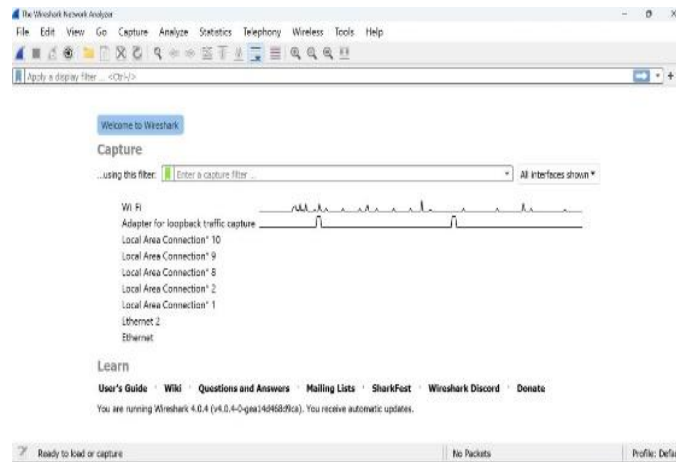 The Wireshark Network Analyzer
File Edit View Go Capture Analyze Statistics Telephony Wireless Tools Help
Apply a display filter ... <Ctrl-/>
Welcome to Wireshark
Capture
...using this filter: Enter a capture filter ... All interfaces shown
Wi-Fi
Adapter for loopback traffic capture
Local Area Connection* 10
Local Area Connection* 9
Local Area Connection* 8
Local Area Connection* 2
Local Area Connection* 1
Ethernet 2
Ethernet
Learn
User's Guide · Wiki · Questions and Answers · Mailing Lists · SharkFest · Wireshark Discord · Donate
You are running Wireshark 4.0.4 (v4.0.4-0-gea14d468d9ca). You receive automatic updates.
Ready to load or capture No Packets Profile: Defa